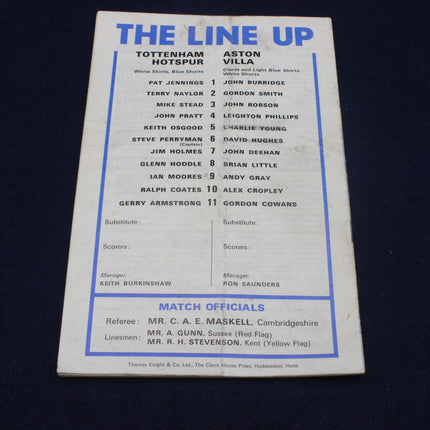 THE LINE UP
TOTTENHAM HOTSPUR
White Shirts, Blue Shorts
ASTON VILLA
Claret and Light Blue Shirts, White Shorts
PAT JENNINGS 1 JOHN BURRIDGE
TERRY NAYLOR 2 GORDON SMITH
MIKE STEAD 3 JOHN ROBSON
JOHN PRATT 4 LEIGHTON PHILLIPS
KEITH OSGOOD 5 CHARLIE YOUNG
STEVE PERRYMAN (Captain) 6 DAVID HUGHES
JIM HOLMES 7 JOHN DEEHAN
GLENN HODDLE 8 BRIAN LITTLE
IAN MOORES 9 ANDY GRAY
RALPH COATES 10 ALEX CROPLEY
GERRY ARMSTRONG 11 GORDON COWANS
Substitute: Substitute:
Scorers: Scorers:
Manager: Manager:
KEITH BURKINSHAW RON SAUNDERS
MATCH OFFICIALS
Referee: MR. C. A. E. MASKELL, Cambridgeshire
Linesmen: MR. A. GUNN, Sussex (Red Flag)
MR. R. H. STEVENSON, Kent (Yellow Flag)
Thomas Knight & Co. Ltd., The Clock House Press, Hoddesdon, Herts